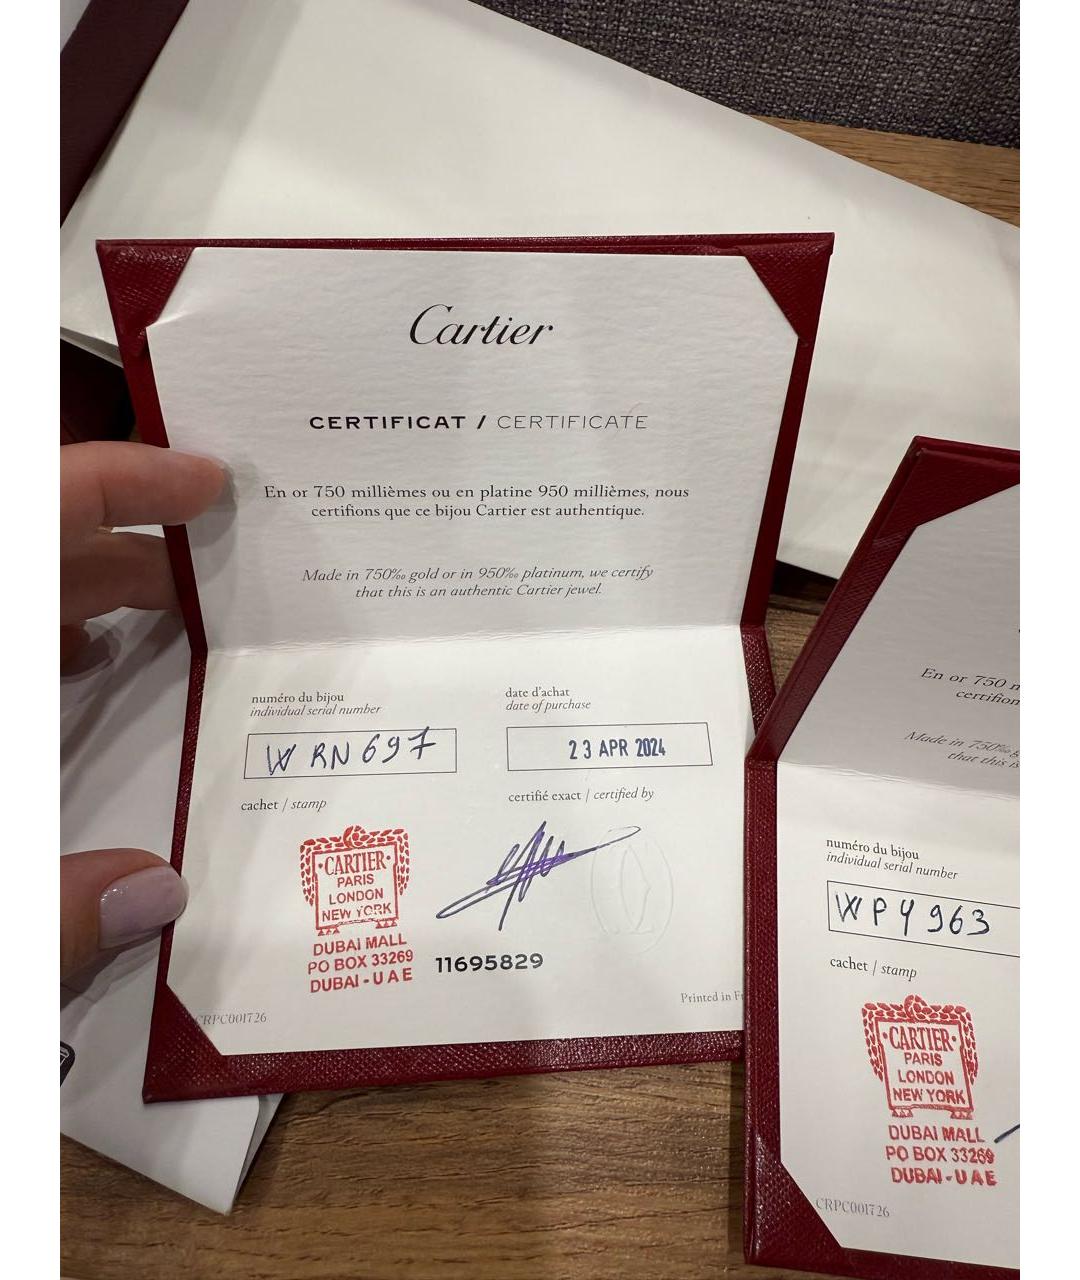 Cartier
CERTIFICAT / CERTIFICATE
En or 750 millièmes ou en platine 950 millièmes, nous
certifions que ce bijou Cartier est authentique.
Made in 750‰ gold or in 950‰ platinum, we certify
that this is an authentic Cartier jewel.
numéro du bijou
individual serial number
date d'achat
date of purchase
WRN697
23 APR 2024
cachet / stamp
certifié exact / certified by
CARTIER
PARIS
LONDON
NEW YORK
DUBAI MALL
PO BOX 33269
DUBAI - UAE
11695829
CRPC001726
Printed in
En or 750
certifion
Made in 750‰
that this is
numéro du bijou
individual serial number
WPY963
cachet / stamp
CARTIER
PARIS
LONDON
NEW YORK
DUBAI MALL
PO BOX 33269
DUBAI - UAE
CRPC001726